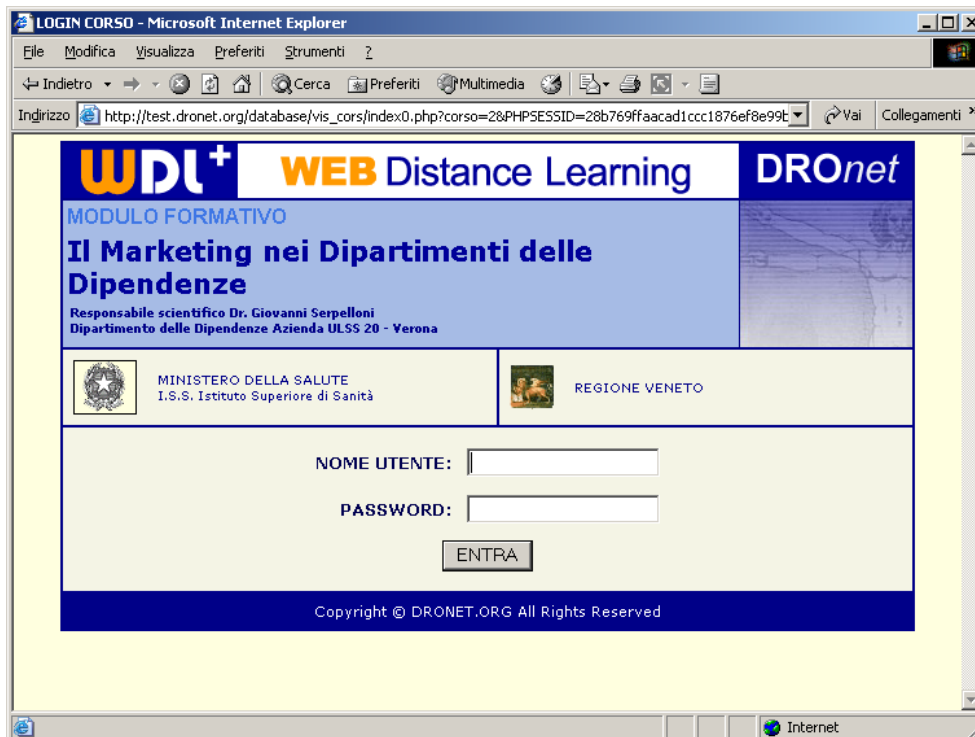 LOGIN CORSO - Microsoft Internet Explorer
File Modifica Visualizza Preferiti Strumenti ?
Indietro Cerca Preferiti Multimedia
Indirizzo http://test.dronet.org/database/vis_cors/index0.php?corso=2&PHPSESSID=28b769ffaacad1ccc1876ef8e99b Vai Collegamenti »
WDL+ WEB Distance Learning DROnet
MODULO FORMATIVO
Il Marketing nei Dipartimenti delle
Dipendenze
Responsabile scientifico Dr. Giovanni Serpelloni
Dipartimento delle Dipendenze Azienda ULSS 20 - Verona
MINISTERO DELLA SALUTE
I.S.S. Istituto Superiore di Sanità
REGIONE VENETO
NOME UTENTE:
PASSWORD:
ENTRA
Copyright © DRONET.ORG All Rights Reserved
Internet